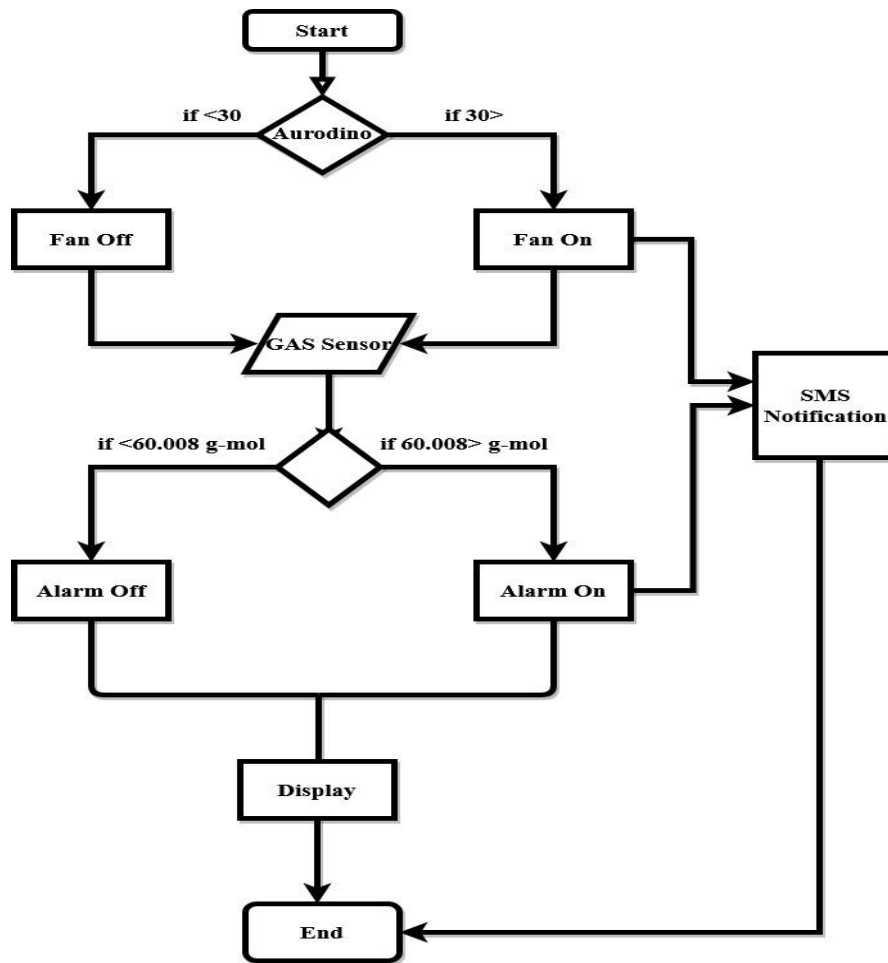 Start
if <30
Aurodino
if 30>
Fan Off
Fan On
GAS Sensor
SMS
Notification
if <60.008 g-mol
if 60.008> g-mol
Alarm Off
Alarm On
Display
End